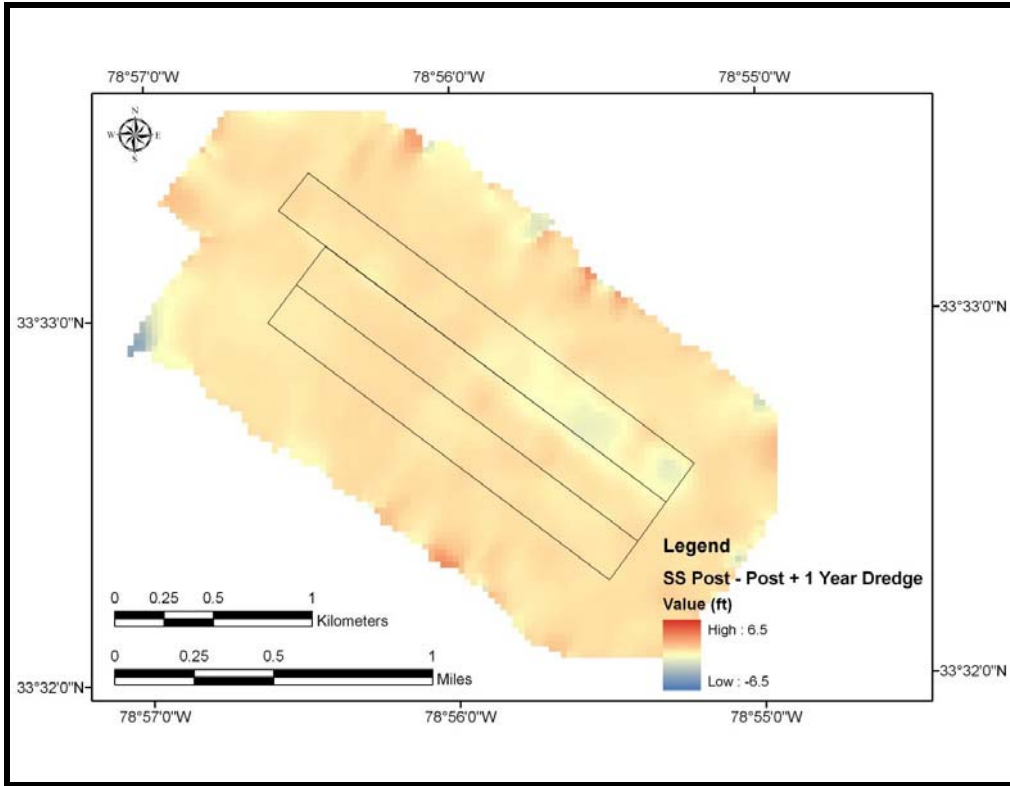 78°57'0"W 78°56'0"W 78°55'0"W
N
W E
S
33°33'0"N 33°33'0"N
Legend
SS Post - Post + 1 Year Dredge
Value (ft)
High : 6.5
Low : -6.5
0 0.25 0.5 1
Kilometers
0 0.25 0.5 1
Miles
33°32'0"N 33°32'0"N
78°57'0"W 78°56'0"W 78°55'0"W